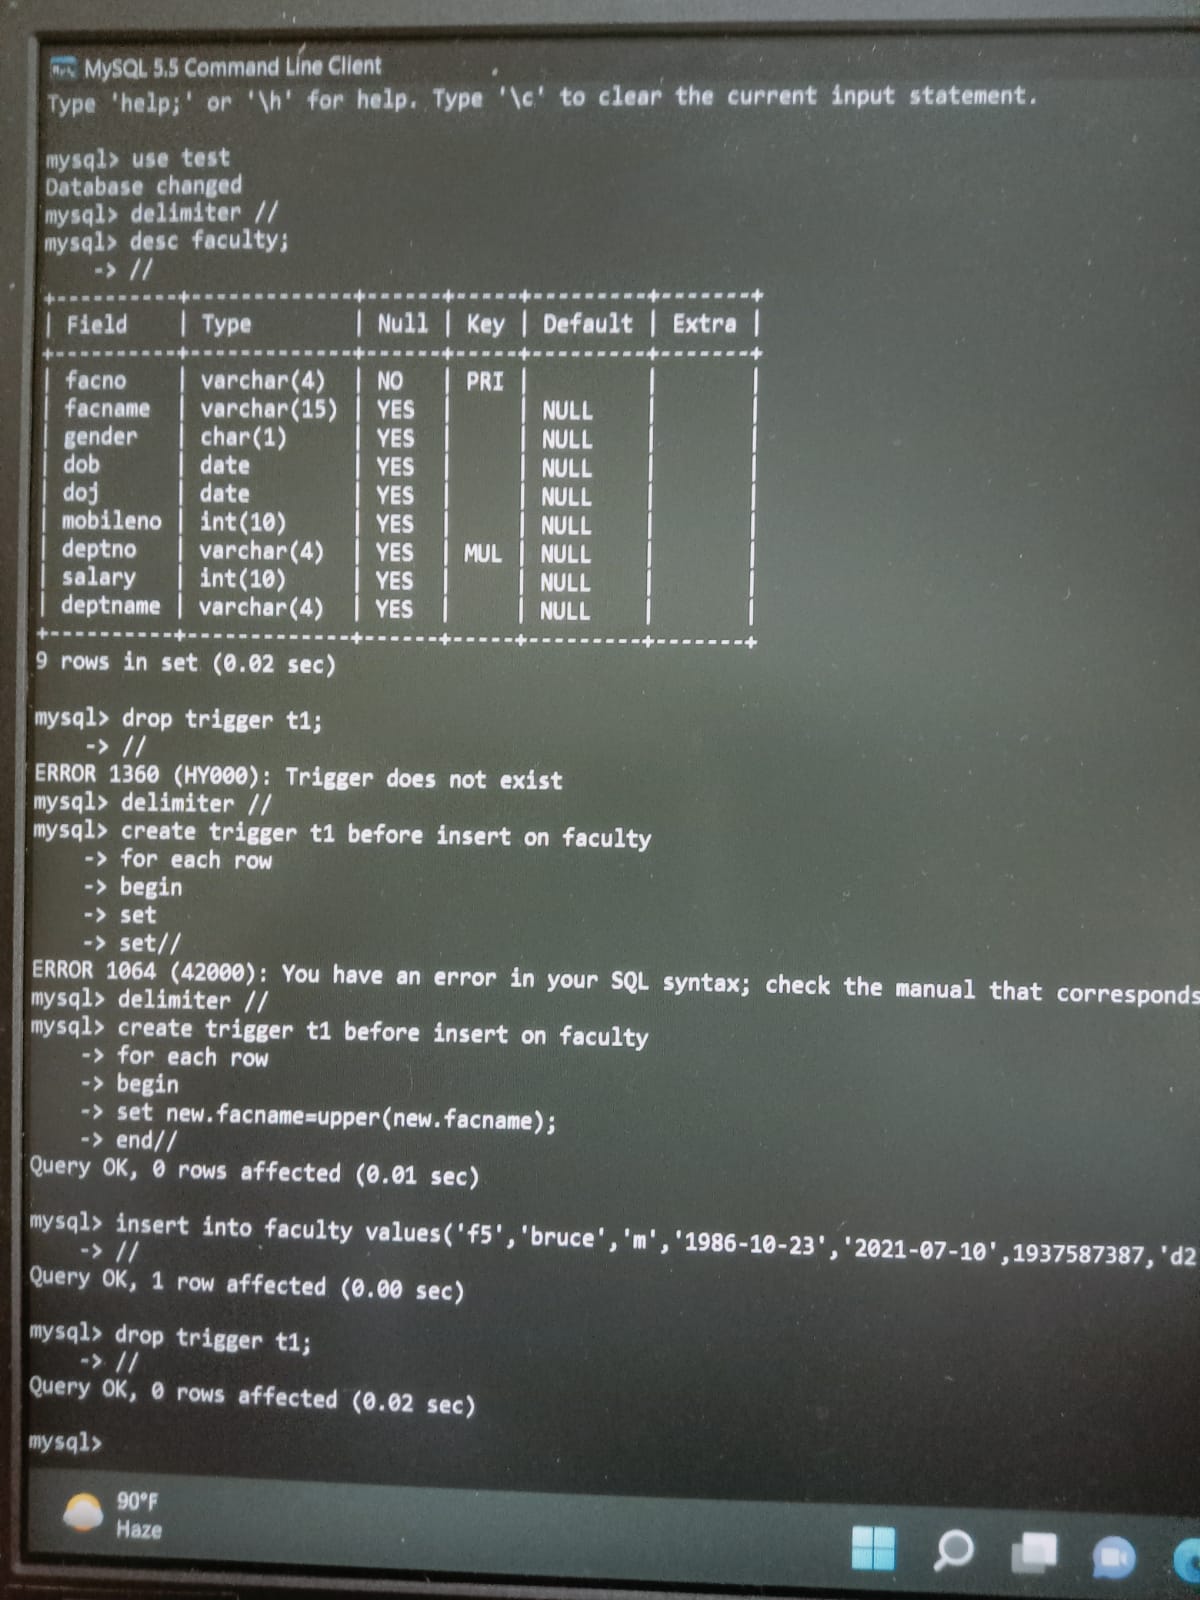 MySQL 5.5 Command Line Client
Type 'help;' or '\h' for help. Type '\c' to clear the current input statement.
mysql> use test
Database changed
mysql> delimiter //
mysql> desc faculty;
    -> //
+-----------+-------------+------+-----+---------+-------+
| Field     | Type        | Null | Key | Default | Extra |
+-----------+-------------+------+-----+---------+-------+
| facno     | varchar(4)  | NO   | PRI |         |       |
| facname   | varchar(15) | YES  |     | NULL    |       |
| gender    | char(1)     | YES  |     | NULL    |       |
| dob       | date        | YES  |     | NULL    |       |
| doj       | date        | YES  |     | NULL    |       |
| mobileno  | int(10)     | YES  |     | NULL    |       |
| deptno    | varchar(4)  | YES  | MUL | NULL    |       |
| salary    | int(10)     | YES  |     | NULL    |       |
| deptname  | varchar(4)  | YES  |     | NULL    |       |
+-----------+-------------+------+-----+---------+-------+
9 rows in set (0.02 sec)
mysql> drop trigger t1;
    -> //
ERROR 1360 (HY000): Trigger does not exist
mysql> delimiter //
mysql> create trigger t1 before insert on faculty
    -> for each row
    -> begin
    -> set
    -> set//
ERROR 1064 (42000): You have an error in your SQL syntax; check the manual that corresponds
mysql> delimiter //
mysql> create trigger t1 before insert on faculty
    -> for each row
    -> begin
    -> set new.facname=upper(new.facname);
    -> end//
Query OK, 0 rows affected (0.01 sec)
mysql> insert into faculty values('f5','bruce','m','1986-10-23','2021-07-10',1937587387,'d2
    -> //
Query OK, 1 row affected (0.00 sec)
mysql> drop trigger t1;
    -> //
Query OK, 0 rows affected (0.02 sec)
mysql>
90°F
Haze